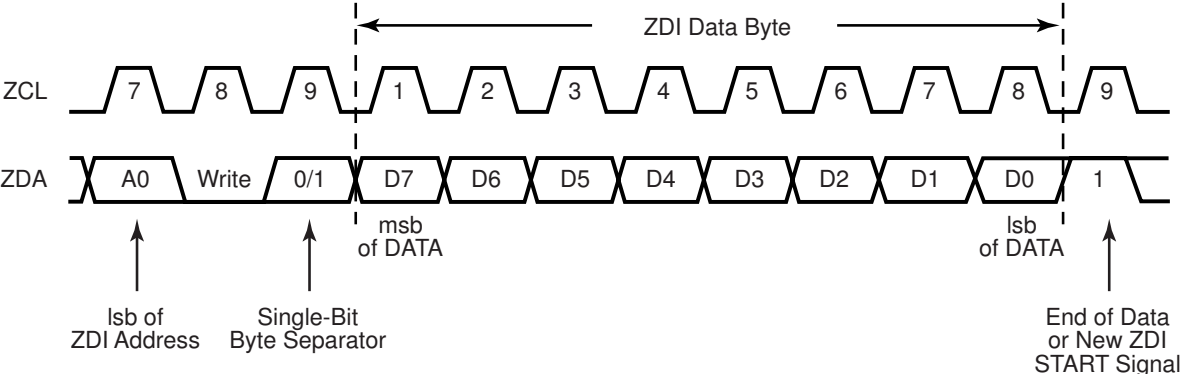 ZDI Data Byte
ZCL 7 8 9 1 2 3 4 5 6 7 8 9
ZDA A0 Write 0/1 D7 D6 D5 D4 D3 D2 D1 D0 1
msb
of DATA
lsb
of DATA
lsb of
ZDI Address
Single-Bit
Byte Separator
End of Data
or New ZDI
START Signal